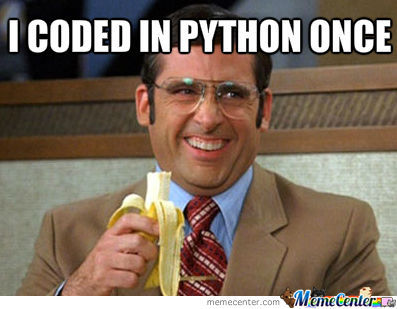 I CODED IN PYTHON ONCE
memecenter.com MemeCenter